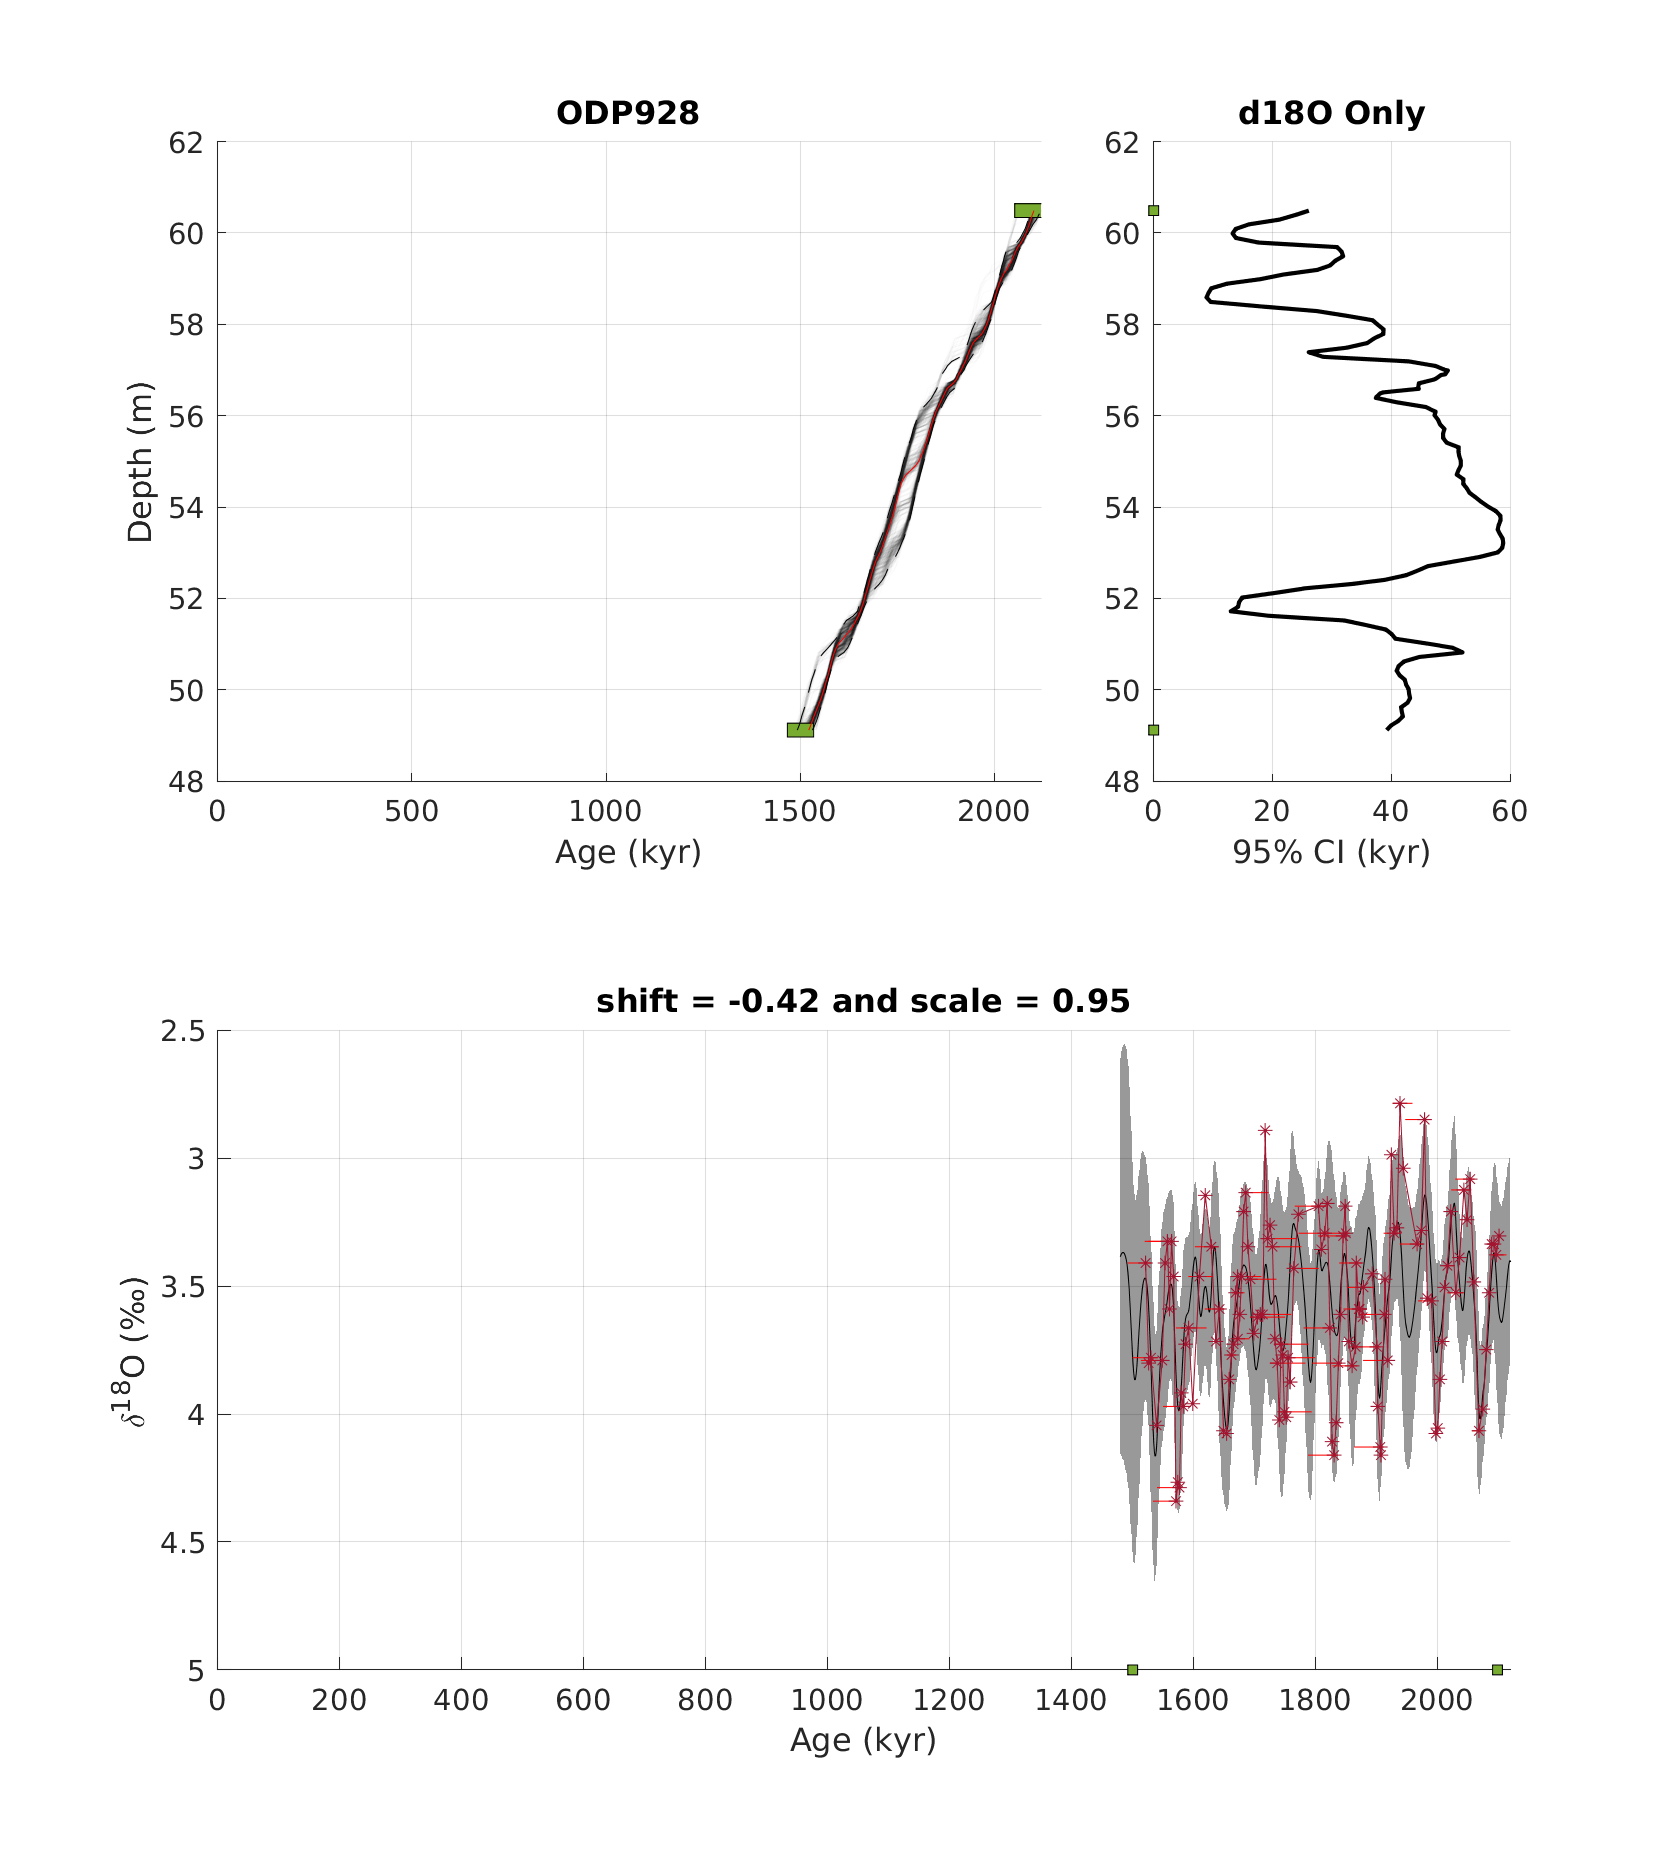 ODP928
d18O Only
62
60
58
56
54
52
50
48
Depth (m)
0 500 1000 1500 2000
Age (kyr)
62
60
58
56
54
52
50
48
0 20 40 60
95% CI (kyr)
shift = -0.42 and scale = 0.95
2.5
3
3.5
4
4.5
5
δ18O (‰)
0 200 400 600 800 1000 1200 1400 1600 1800 2000
Age (kyr)